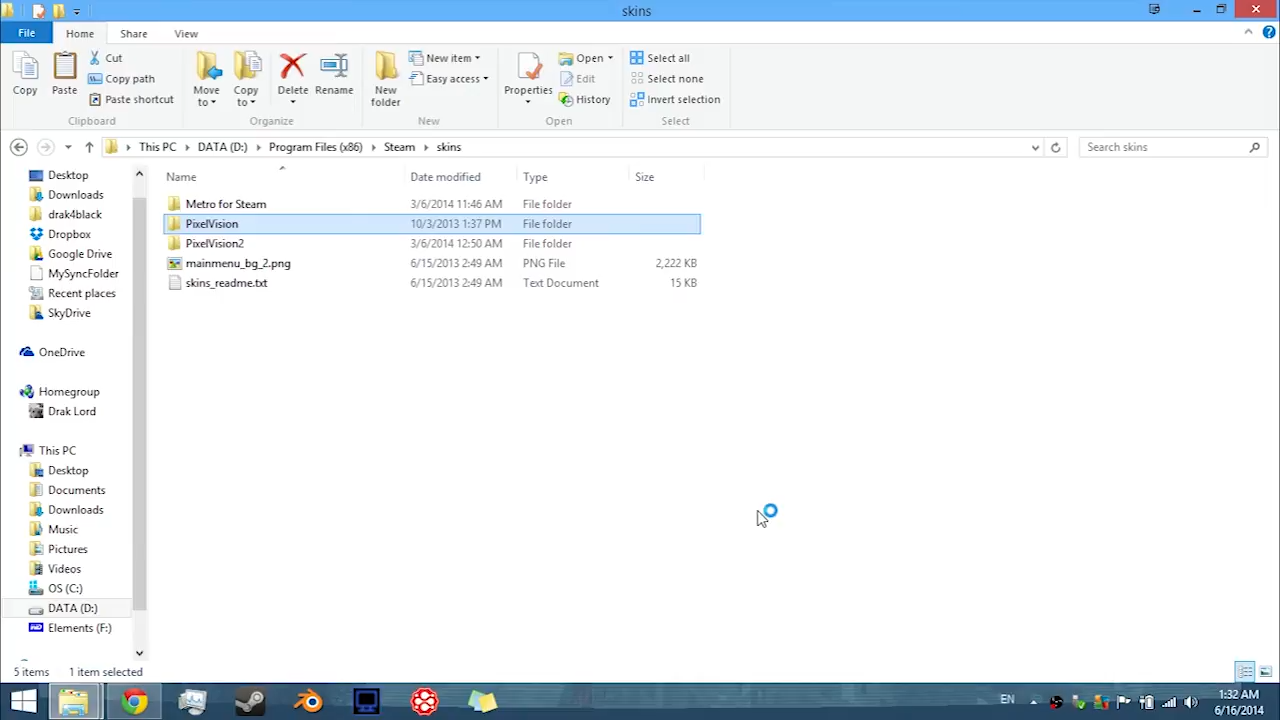 skins
File Home Share View
Copy Paste Cut Copy path Paste shortcut Move to Copy to Delete Rename New folder New item Easy access Properties Open Edit History Select all Select none Invert selection
Clipboard Organize New Open Select
This PC DATA (D:) Program Files (x86) Steam skins Search skins
Name Date modified Type Size
Metro for Steam 3/6/2014 11:46 AM File folder
PixelVision 10/3/2013 1:37 PM File folder
PixelVision2 3/6/2014 12:50 AM File folder
mainmenu_bg_2.png 6/15/2013 2:49 AM PNG File 2,222 KB
skins_readme.txt 6/15/2013 2:49 AM Text Document 15 KB
Desktop
Downloads
drak4black
Dropbox
Google Drive
MySyncFolder
Recent places
SkyDrive
OneDrive
Homegroup
Drak Lord
This PC
Desktop
Documents
Downloads
Music
Pictures
Videos
OS (C:)
DATA (D:)
Elements (F:)
5 items 1 item selected
EN 1:32 AM
6/16/2014